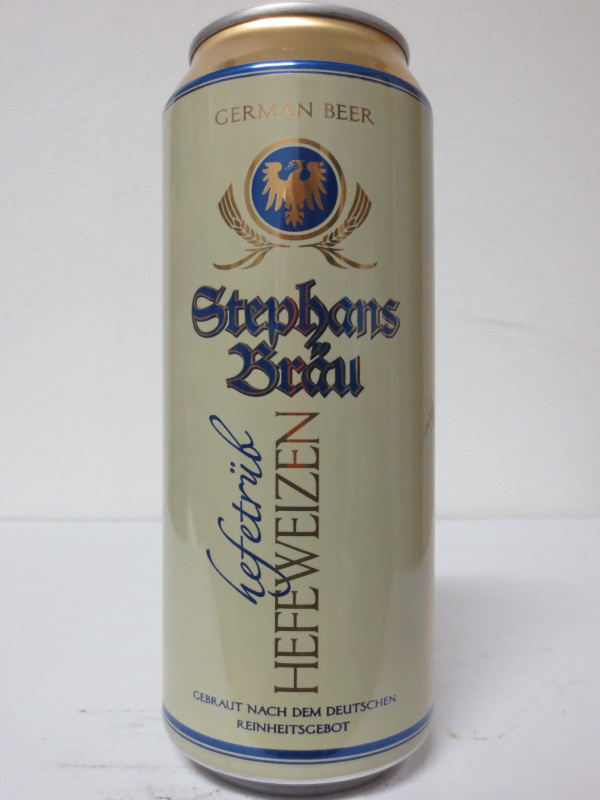 GERMAN BEER
Stephans
Bräu
hefetrüb
HEFEWEIZEN
GEBRAUT NACH DEM DEUTSCHEN
REINHEITSGEBOT